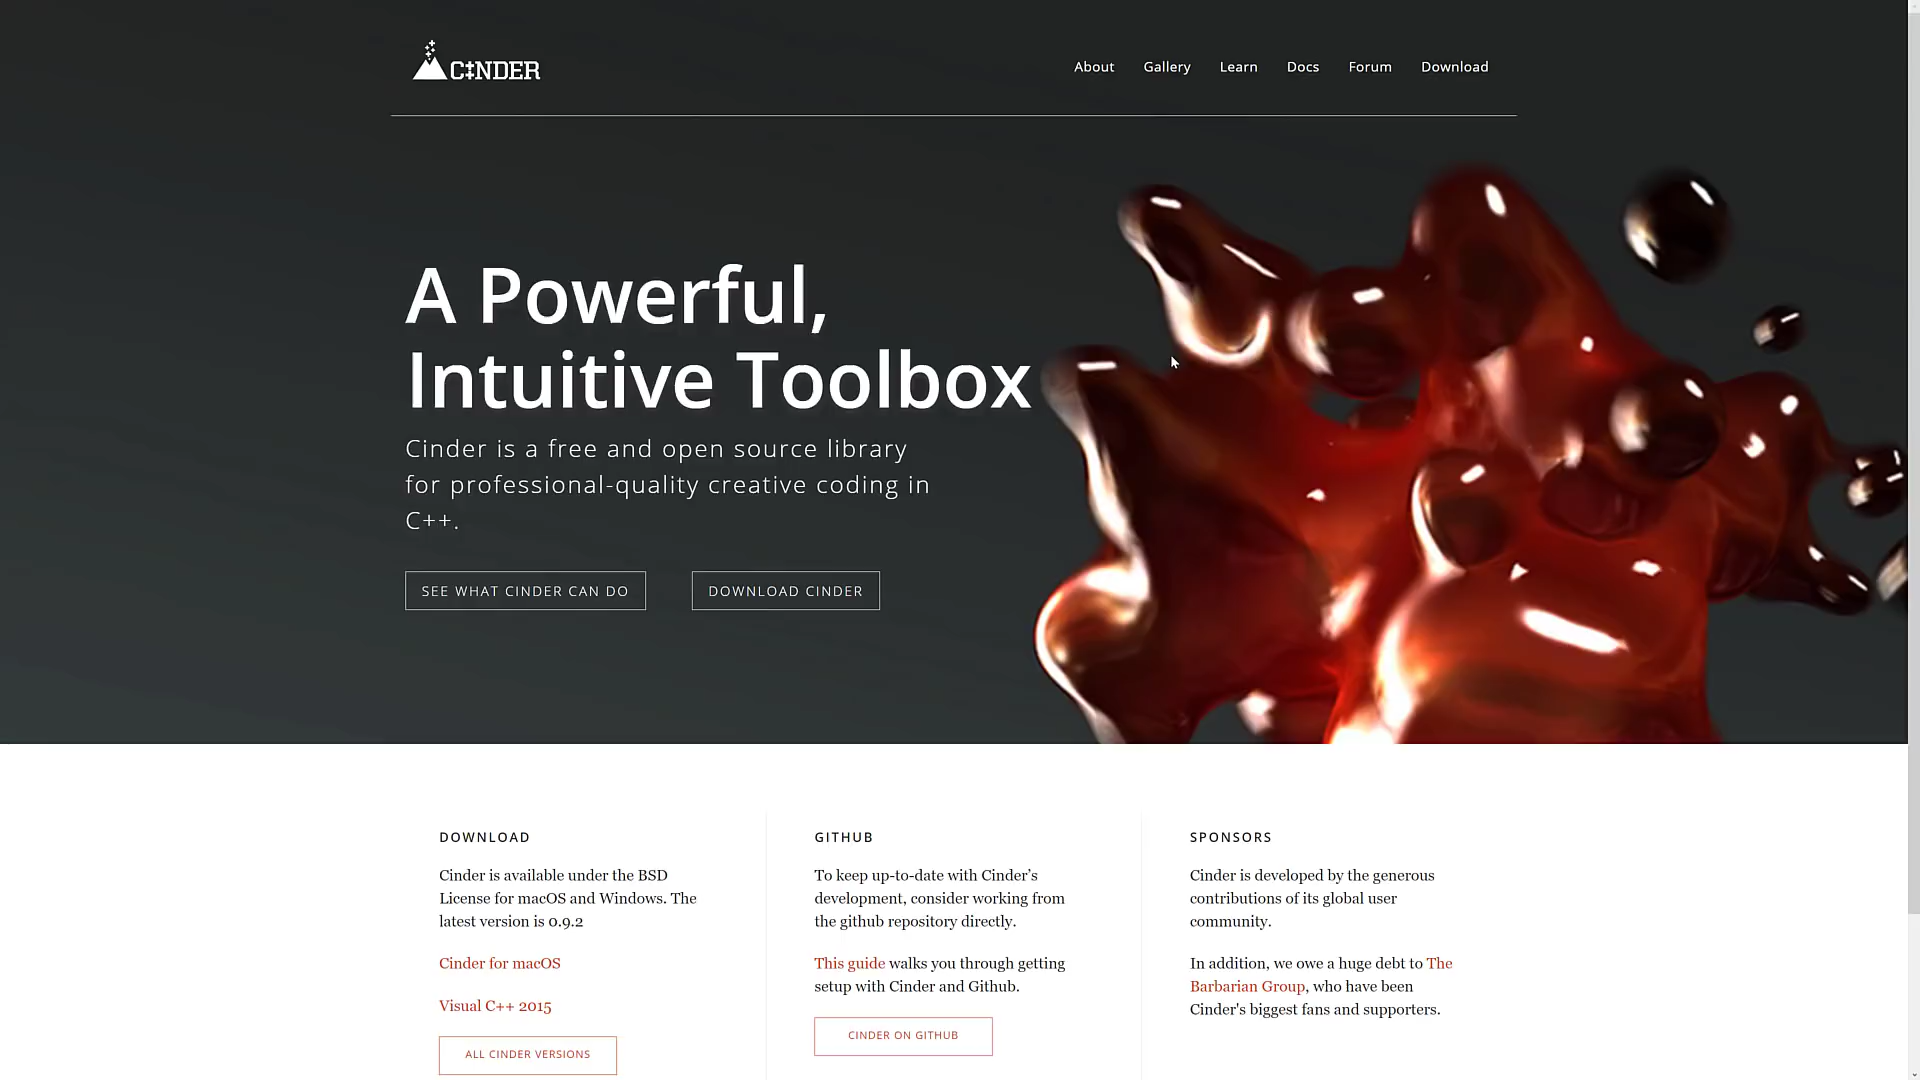 CINDER
About Gallery Learn Docs Forum Download
A Powerful,
Intuitive Toolbox
Cinder is a free and open source library
for professional-quality creative coding in
C++.
SEE WHAT CINDER CAN DO
DOWNLOAD CINDER
DOWNLOAD
Cinder is available under the BSD
License for macOS and Windows. The
latest version is 0.9.2
Cinder for macOS
Visual C++ 2015
ALL CINDER VERSIONS
GITHUB
To keep up-to-date with Cinder’s
development, consider working from
the github repository directly.
This guide walks you through getting
setup with Cinder and Github.
CINDER ON GITHUB
SPONSORS
Cinder is developed by the generous
contributions of its global user
community.
In addition, we owe a huge debt to The
Barbarian Group, who have been
Cinder's biggest fans and supporters.